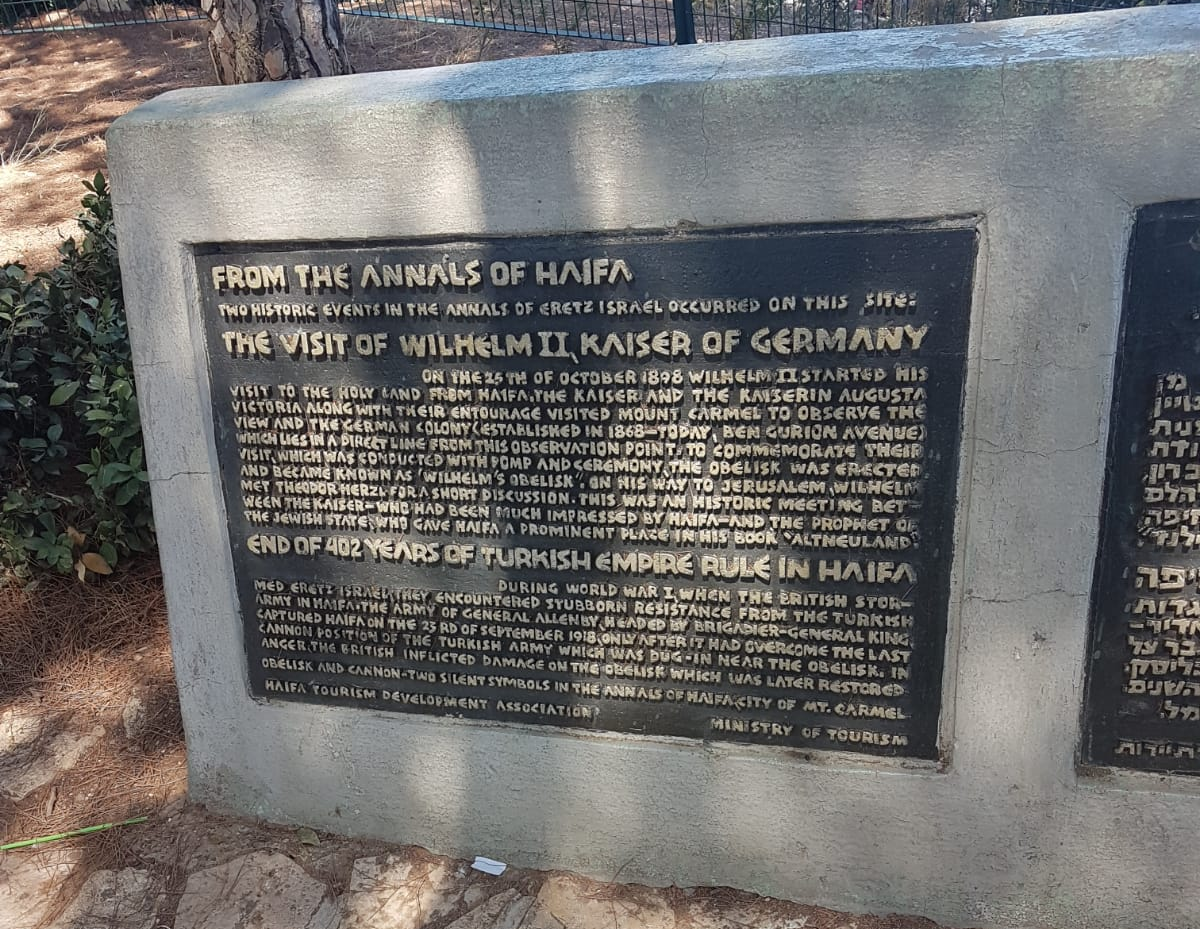 FROM THE ANNALS OF HAIFA
TWO HISTORIC EVENTS IN THE ANNALS OF ERETZ ISRAEL OCCURRED ON THIS SITE:
THE VISIT OF WILHELM II, KAISER OF GERMANY
ON THE 25TH OF OCTOBER 1898 WILHELM II STARTED HIS
VISIT TO THE HOLY LAND FROM HAIFA, THE KAISER AND THE KAISERIN AUGUSTA
VICTORIA ALONG WITH THEIR ENTOURAGE VISITED MOUNT CARMEL TO OBSERVE THE
VIEW AND THE GERMAN COLONY (ESTABLISHED IN 1868-TODAY, BEN GURION AVENUE)
WHICH LIES IN A DIRECT LINE FROM THIS OBSERVATION POINT, TO COMMEMORATE THEIR
VISIT, WHICH WAS CONDUCTED WITH POMP AND CEREMONY, THE OBELISK WAS ERECTED
AND BECAME KNOWN AS "WILHELM'S OBELISK". ON HIS WAY TO JERUSALEM, WILHELM
MET THEODOR HERZL FOR A SHORT DISCUSSION. THIS WAS AN HISTORIC MEETING BET-
WEEN THE KAISER-WHO HAD BEEN MUCH IMPRESSED BY HAIFA-AND THE PROPHET OF
THE JEWISH STATE, WHO GAVE HAIFA A PROMINENT PLACE IN HIS BOOK "ALTNEULAND".
END OF 402 YEARS OF TURKISH EMPIRE RULE IN HAIFA
DURING WORLD WAR I, WHEN THE BRITISH STOR-
MED ERETZ ISRAEL, THEY ENCOUNTERED STUBBORN RESISTANCE FROM THE TURKISH
ARMY IN HAIFA, THE ARMY OF GENERAL ALLENBY, HEADED BY BRIGADIER-GENERAL KING,
CAPTURED HAIFA ON THE 23RD OF SEPTEMBER 1918, ONLY AFTER IT HAD OVERCOME THE LAST
CANNON POSITION OF THE TURKISH ARMY WHICH WAS DUG-IN NEAR THE OBELISK. IN
ANGER, THE BRITISH INFLICTED DAMAGE ON THE OBELISK WHICH WAS LATER RESTORED
OBELISK AND CANNON-TWO SILENT SYMBOLS IN THE ANNALS OF HAIFA, CITY OF MT. CARMEL
HAIFA TOURISM DEVELOPMENT ASSOCIATION
MINISTRY OF TOURISM
מן